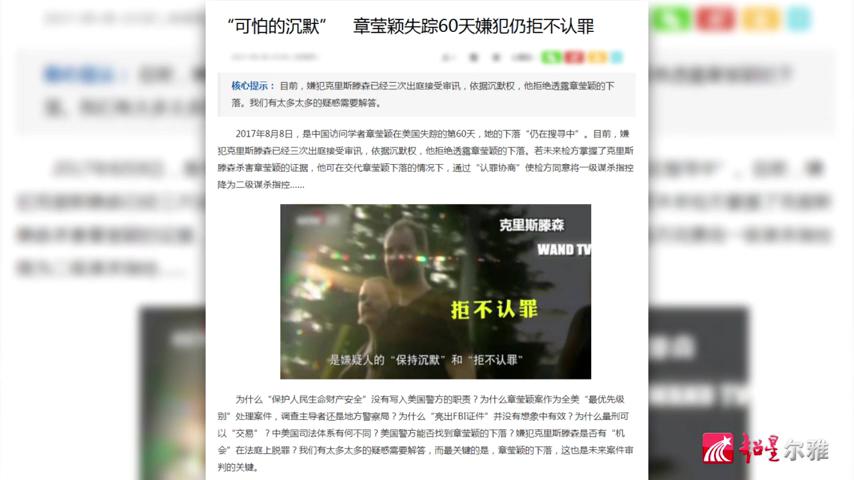 “可怕的沉默”　章莹颖失踪60天嫌犯仍拒不认罪
核心提示：目前，嫌犯克里斯滕森已经三次出庭接受审讯，依据沉默权，他拒绝透露章莹颖的下
落。我们有太多太多的疑惑需要解答。
2017年8月8日，是中国访问学者章莹颖在美国失踪的第60天，她的下落“仍在搜寻中”。目前，嫌
犯克里斯滕森已经三次出庭接受审讯，依据沉默权，他拒绝透露章莹颖的下落。若未来检方掌握了克里斯
滕森杀害章莹颖的证据，他可在交代章莹颖下落的情况下，通过“认罪协商”使检方同意将一级谋杀指控
降为二级谋杀指控……
克里斯滕森
WAND TV
拒不认罪
是嫌疑人的“保持沉默”和“拒不认罪”
为什么“保护人民生命财产安全”没有写入美国警方的职责？为什么章莹颖案作为全美“最优先级
别”处理案件，调查主导者还是地方警察局？为什么“亮出FBI证件”并没有想象中有效？为什么量刑可
以“交易”？中美国司法体系有何不同？美国警方能否找到章莹颖的下落？嫌犯克里斯滕森是否有“机
会”在法庭上脱罪？我们有太多太多的疑惑需要解答，而最关键的是，章莹颖的下落，这也是未来案件审
判的关键。
超星尔雅